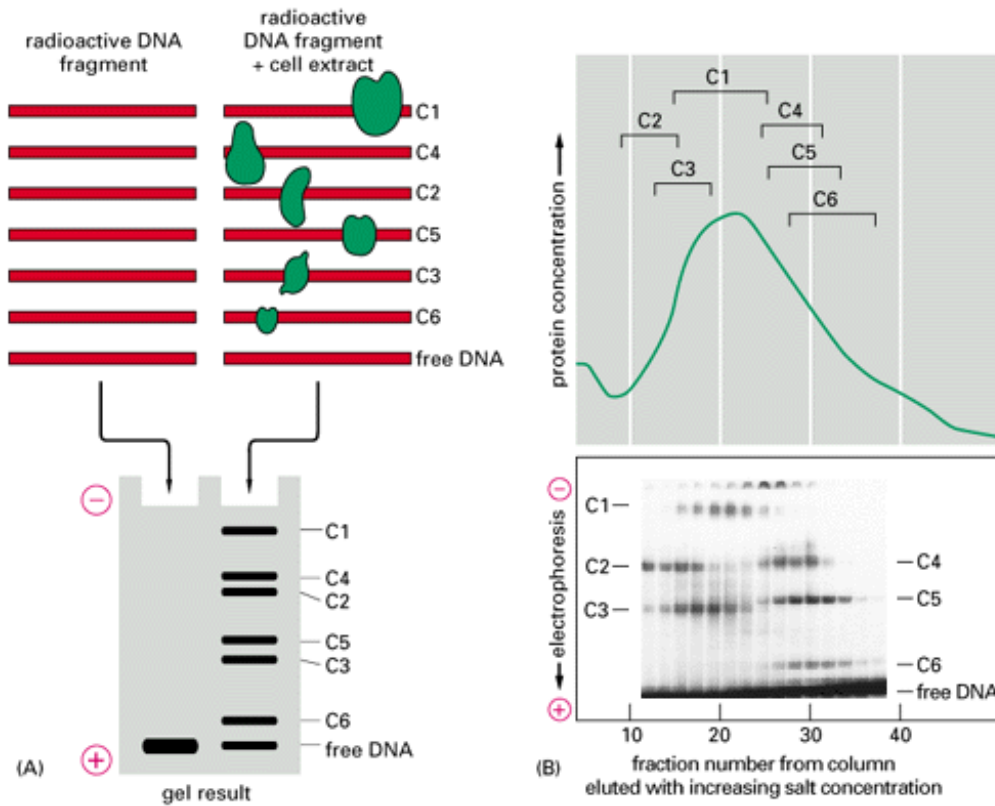 radioactive DNA
fragment
radioactive
DNA fragment
+ cell extract
C1
C4
C2
C5
C3
C6
free DNA
−
C1
C4
C2
C5
C3
C6
free DNA
+
(A)
gel result
protein concentration
C1
C2
C4
C3
C5
C6
−
electrophoresis
+
C1
C2
C3
C4
C5
C6
free DNA
10 20 30 40
(B)
fraction number from column
eluted with increasing salt concentration